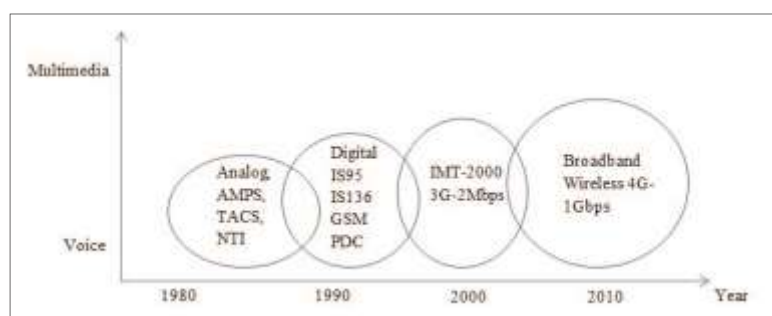 Multimedia
Analog,
AMPS,
TACS,
NTI
Digital
IS95
IS136
GSM
PDC
IMT-2000
3G-2Mbps
Broadband
Wireless 4G-
1Gbps
Voice
1980
1990
2000
2010
Year